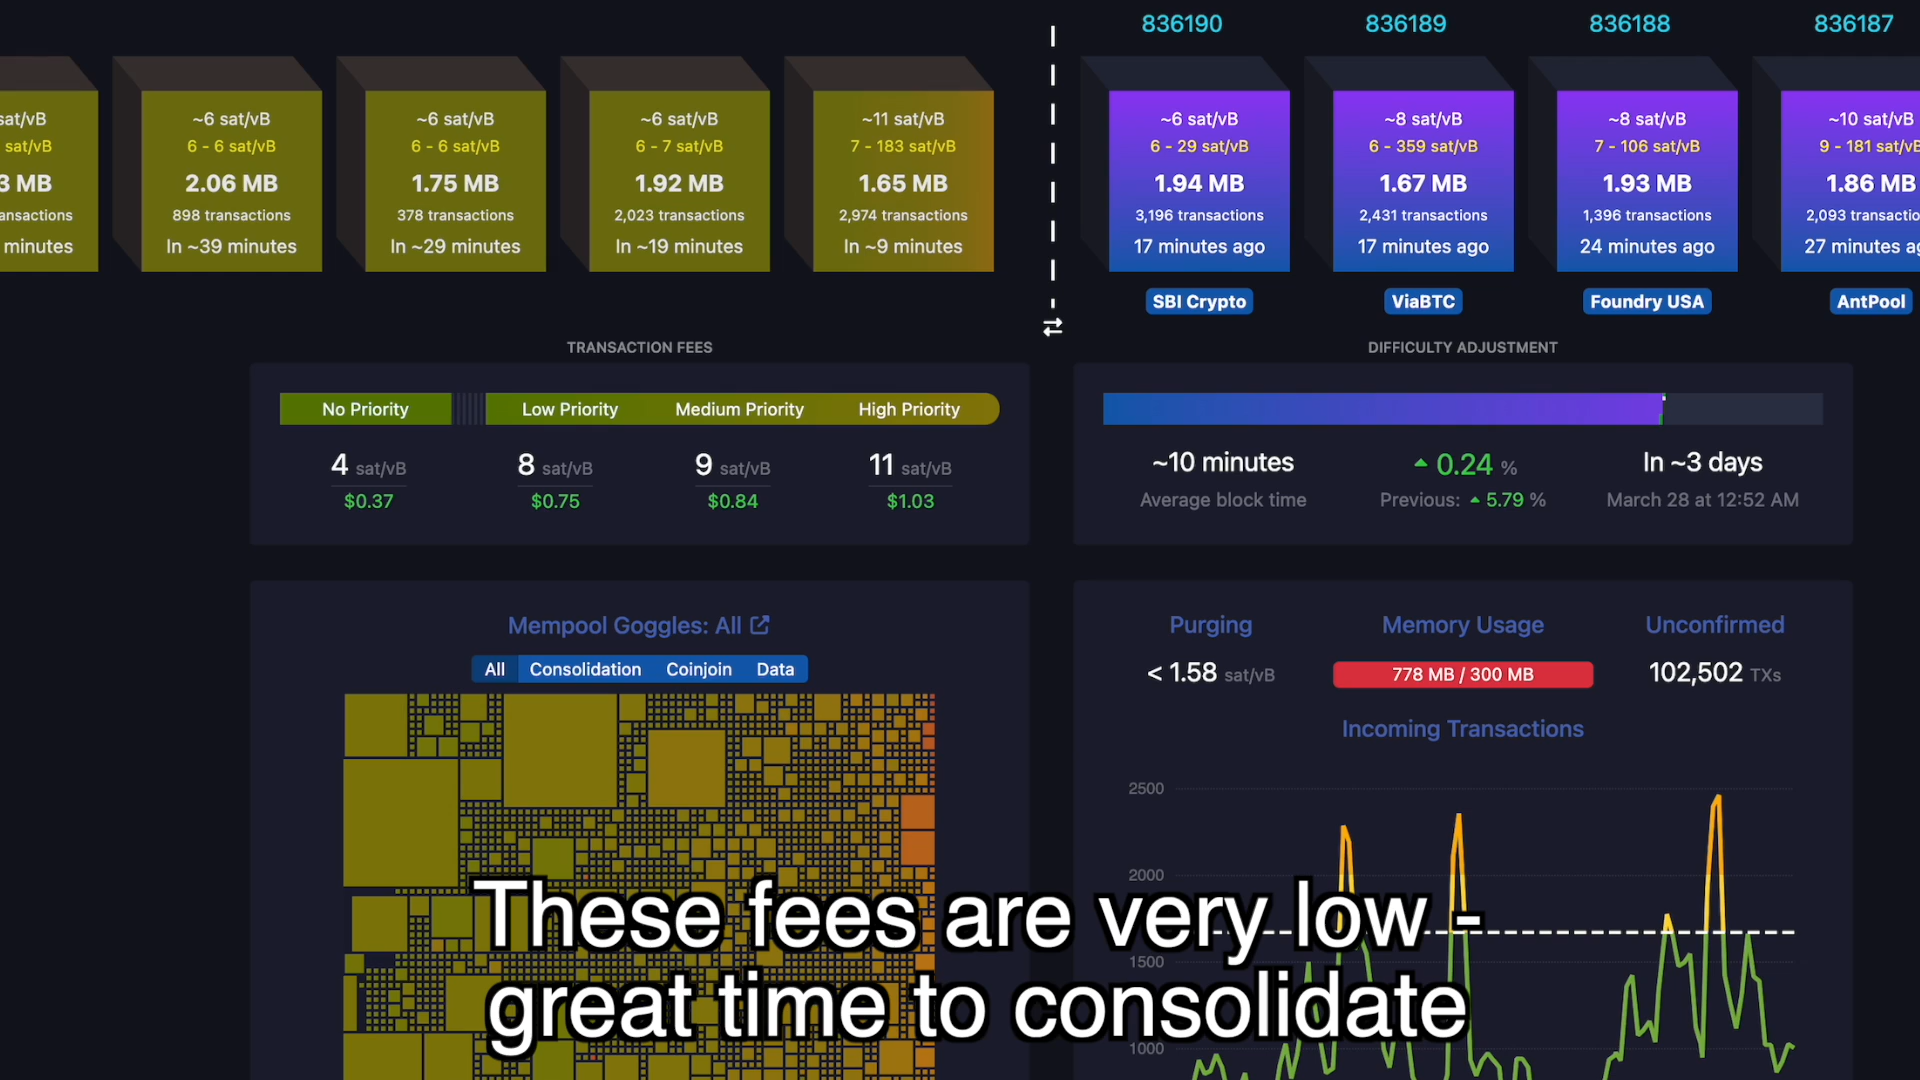 836190
836189
836188
836187
sat/vB
sat/vB
3 MB
ansactions
minutes
~6 sat/vB
6 - 6 sat/vB
2.06 MB
898 transactions
In ~39 minutes
~6 sat/vB
6 - 6 sat/vB
1.75 MB
378 transactions
In ~29 minutes
~6 sat/vB
6 - 7 sat/vB
1.92 MB
2,023 transactions
In ~19 minutes
~11 sat/vB
7 - 183 sat/vB
1.65 MB
2,974 transactions
In ~9 minutes
~6 sat/vB
6 - 29 sat/vB
1.94 MB
3,196 transactions
17 minutes ago
SBI Crypto
~8 sat/vB
6 - 359 sat/vB
1.67 MB
2,431 transactions
17 minutes ago
ViaBTC
~8 sat/vB
7 - 106 sat/vB
1.93 MB
1,396 transactions
24 minutes ago
Foundry USA
~10 sat/vB
9 - 181 sat/vB
1.86 MB
2,093 transactio
27 minutes ag
AntPool
TRANSACTION FEES
No Priority Low Priority Medium Priority High Priority
4 sat/vB 8 sat/vB 9 sat/vB 11 sat/vB
$0.37 $0.75 $0.84 $1.03
DIFFICULTY ADJUSTMENT
~10 minutes 0.24 % In ~3 days
Average block time Previous: 5.79 % March 28 at 12:52 AM
Mempool Goggles: All
All Consolidation Coinjoin Data
Purging Memory Usage Unconfirmed
< 1.58 sat/vB 778 MB / 300 MB 102,502 TXs
Incoming Transactions
2500
2000
1500
1000
These fees are very low -
great time to consolidate